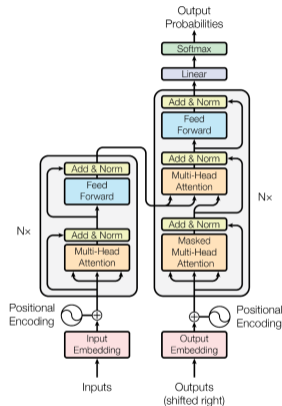 Output
Probabilities
Softmax
Linear
Add & Norm
Feed
Forward
Add & Norm
Multi-Head
Attention
Add & Norm
Masked
Multi-Head
Attention
N×
Positional
Encoding
Output
Embedding
Outputs
(shifted right)
Add & Norm
Feed
Forward
Add & Norm
Multi-Head
Attention
N×
Positional
Encoding
Input
Embedding
Inputs